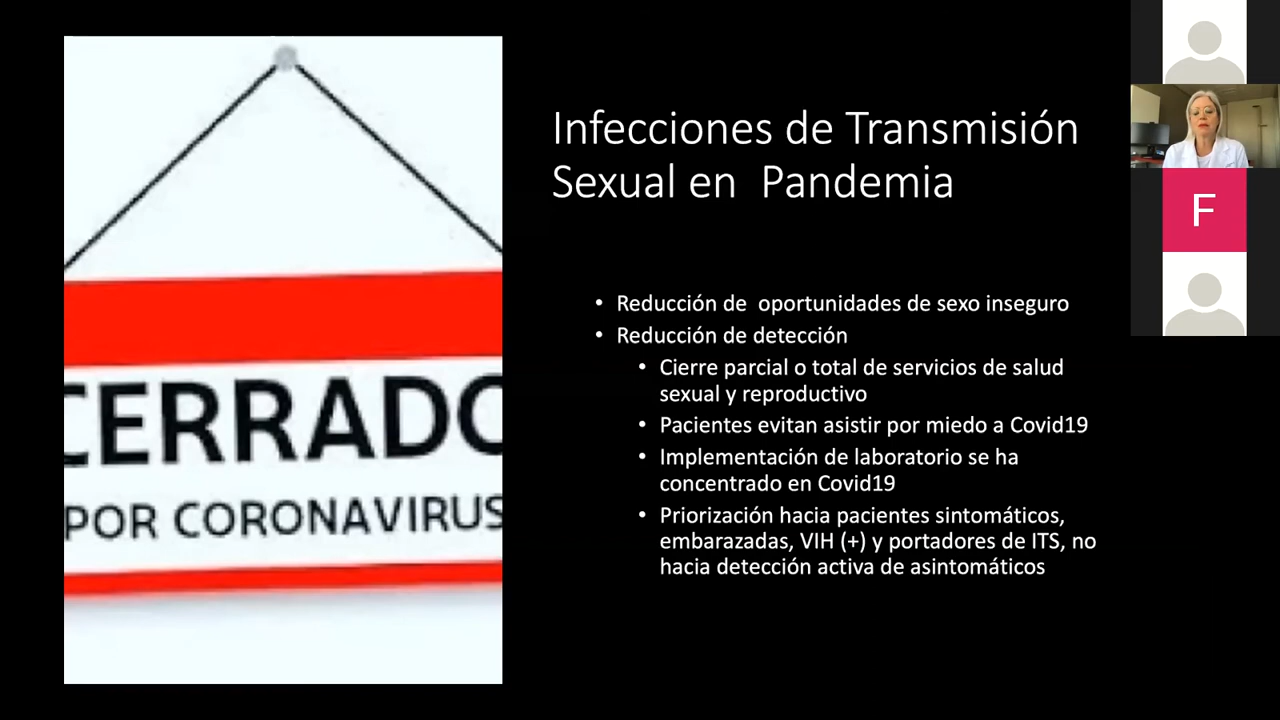 CERRADO
POR CORONAVIRUS
Infecciones de Transmisión
Sexual en  Pandemia
• Reducción de  oportunidades de sexo inseguro
• Reducción de detección
• Cierre parcial o total de servicios de salud
sexual y reproductivo
• Pacientes evitan asistir por miedo a Covid19
• Implementación de laboratorio se ha
concentrado en Covid19
• Priorización hacia pacientes sintomáticos,
embarazadas, VIH (+) y portadores de ITS, no
hacia detección activa de asintomáticos
F